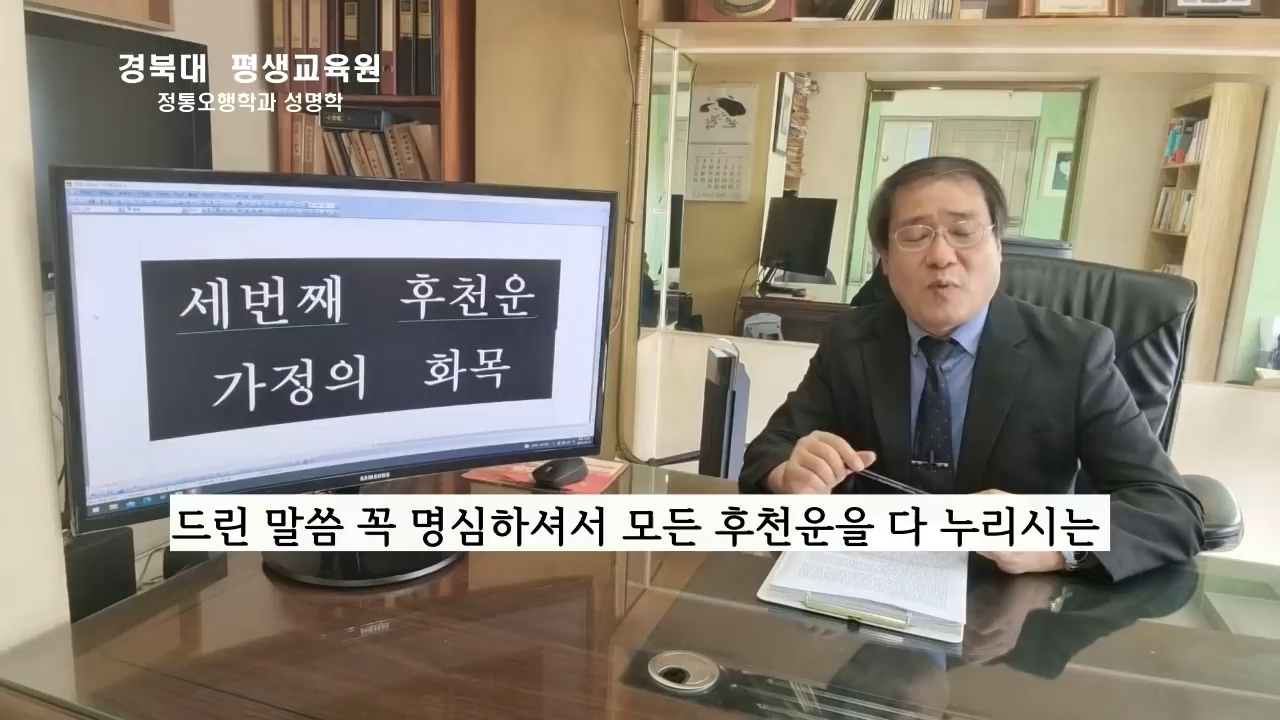 경북대 평생교육원
정통오행학과 성명학
세번째 후천운
가정의 화목
SAMSUNG
드린 말씀 꼭 명심하셔서 모든 후천운을 다 누리시는